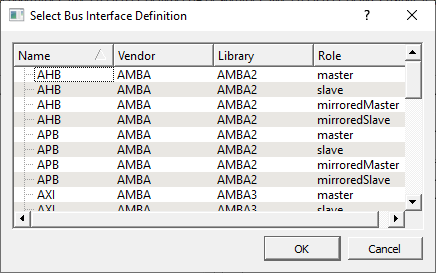 Select Bus Interface Definition ? ×
Name Vendor Library Role
AHB AMBA AMBA2 master
AHB AMBA AMBA2 slave
AHB AMBA AMBA2 mirroredMaster
AHB AMBA AMBA2 mirroredSlave
APB AMBA AMBA2 master
APB AMBA AMBA2 slave
APB AMBA AMBA2 mirroredMaster
APB AMBA AMBA2 mirroredSlave
AXI AMBA AMBA3 master
AXI AMBA AMBA3 slave
OK Cancel